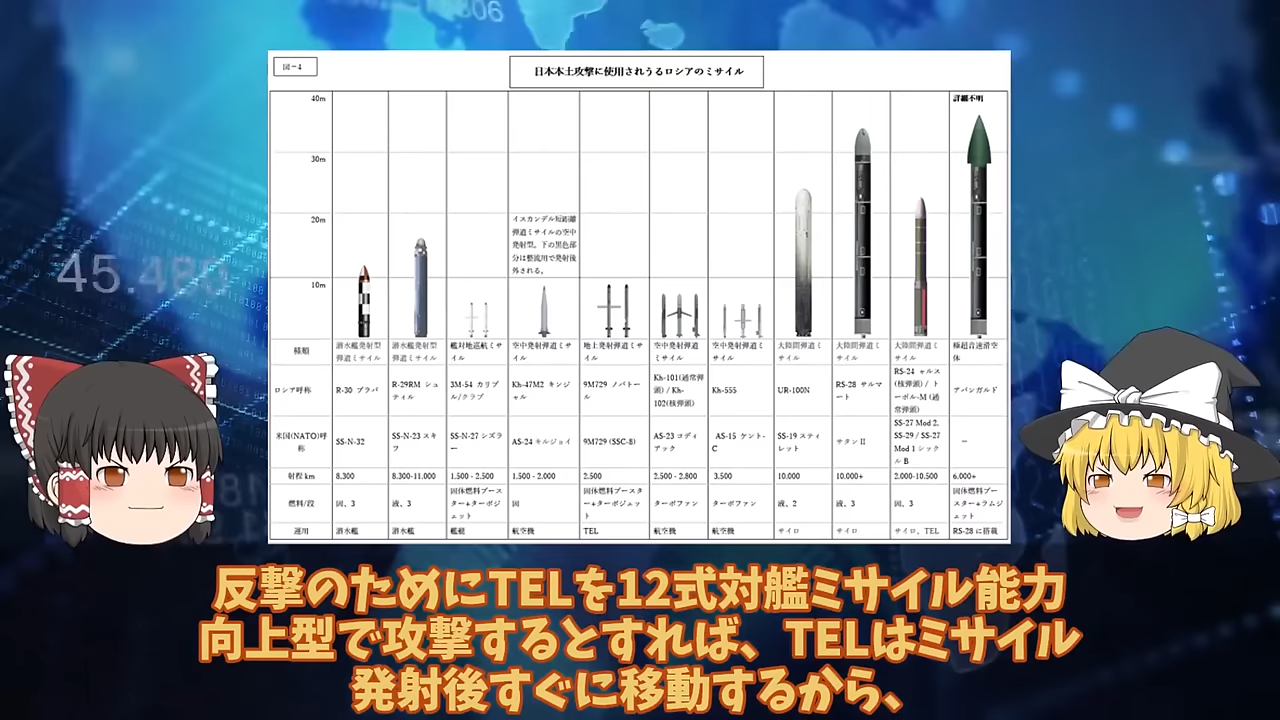 806
45.480
図－4
日本本土攻撃に使用されうるロシアのミサイル
40m
詳細不明
30m
20m
10m
イスカンデル短距離
弾道ミサイルの空中
発射型。下の黒色部
分は整流用で発射後
外される。
種類
潜水艦発射型弾道ミサイル
潜水艦発射型弾道ミサイル
艦対地巡航ミサイル
空中発射弾道ミサイル
地上発射弾道ミサイル
空中発射弾道ミサイル
空中発射弾道ミサイル
大陸間弾道ミサイル
大陸間弾道ミサイル
大陸間弾道ミサイル
極超音速滑空体
ロシア呼称
R-30 ブラバ
R-29RM シュティル
3M-54 カリブル/クラブ
Kh-47M2 キンジャル
9M729 ノバトール
Kh-101(通常弾頭) / Kh-102(核弾頭)
Kh-555
UR-100N
RS-28 サルマート
RS-24 ヤルス(核弾頭) / トーポル-M (通常弾頭)
アバンガルド
米国(NATO)呼称
SS-N-32
SS-N-23 スキフ
SS-N-27 シズラー
AS-24 キルジョイ
9M729 (SSC-8)
AS-23 コディアック
AS-15 ケント-C
SS-19 スティレット
サタンⅡ
SS-27 Mod 2, SS-29 / SS-27 Mod 1 シックル B
－
射程 km
8.300
8.300-11.000
1.500 - 2.500
1.500 - 2.000
2.500
2.500 - 2.800
3.500
10.000
10.000+
2.000-10.500
6.000+
燃料/段
固、3
液、3
固体燃料ブースター+ターボジェット
固
固体燃料ブースター+ターボジェット
ターボファン
ターボファン
液、2
液、3
固、3
固体燃料ブースター+ラムジェット
運用
潜水艦
潜水艦
艦艇
航空機
TEL
航空機
航空機
サイロ
サイロ
サイロ、TEL
RS-28 に搭載
反撃のためにTELを12式対艦ミサイル能力
向上型で攻撃するとすれば、TELはミサイル
発射後すぐに移動するから、